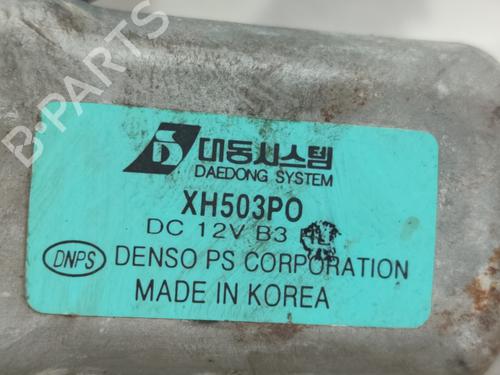 대동시스템
DAEDONG SYSTEM
XH503PO
DC 12V B3
DNPS
DENSO PS CORPORATION
MADE IN KOREA
B-PARTS